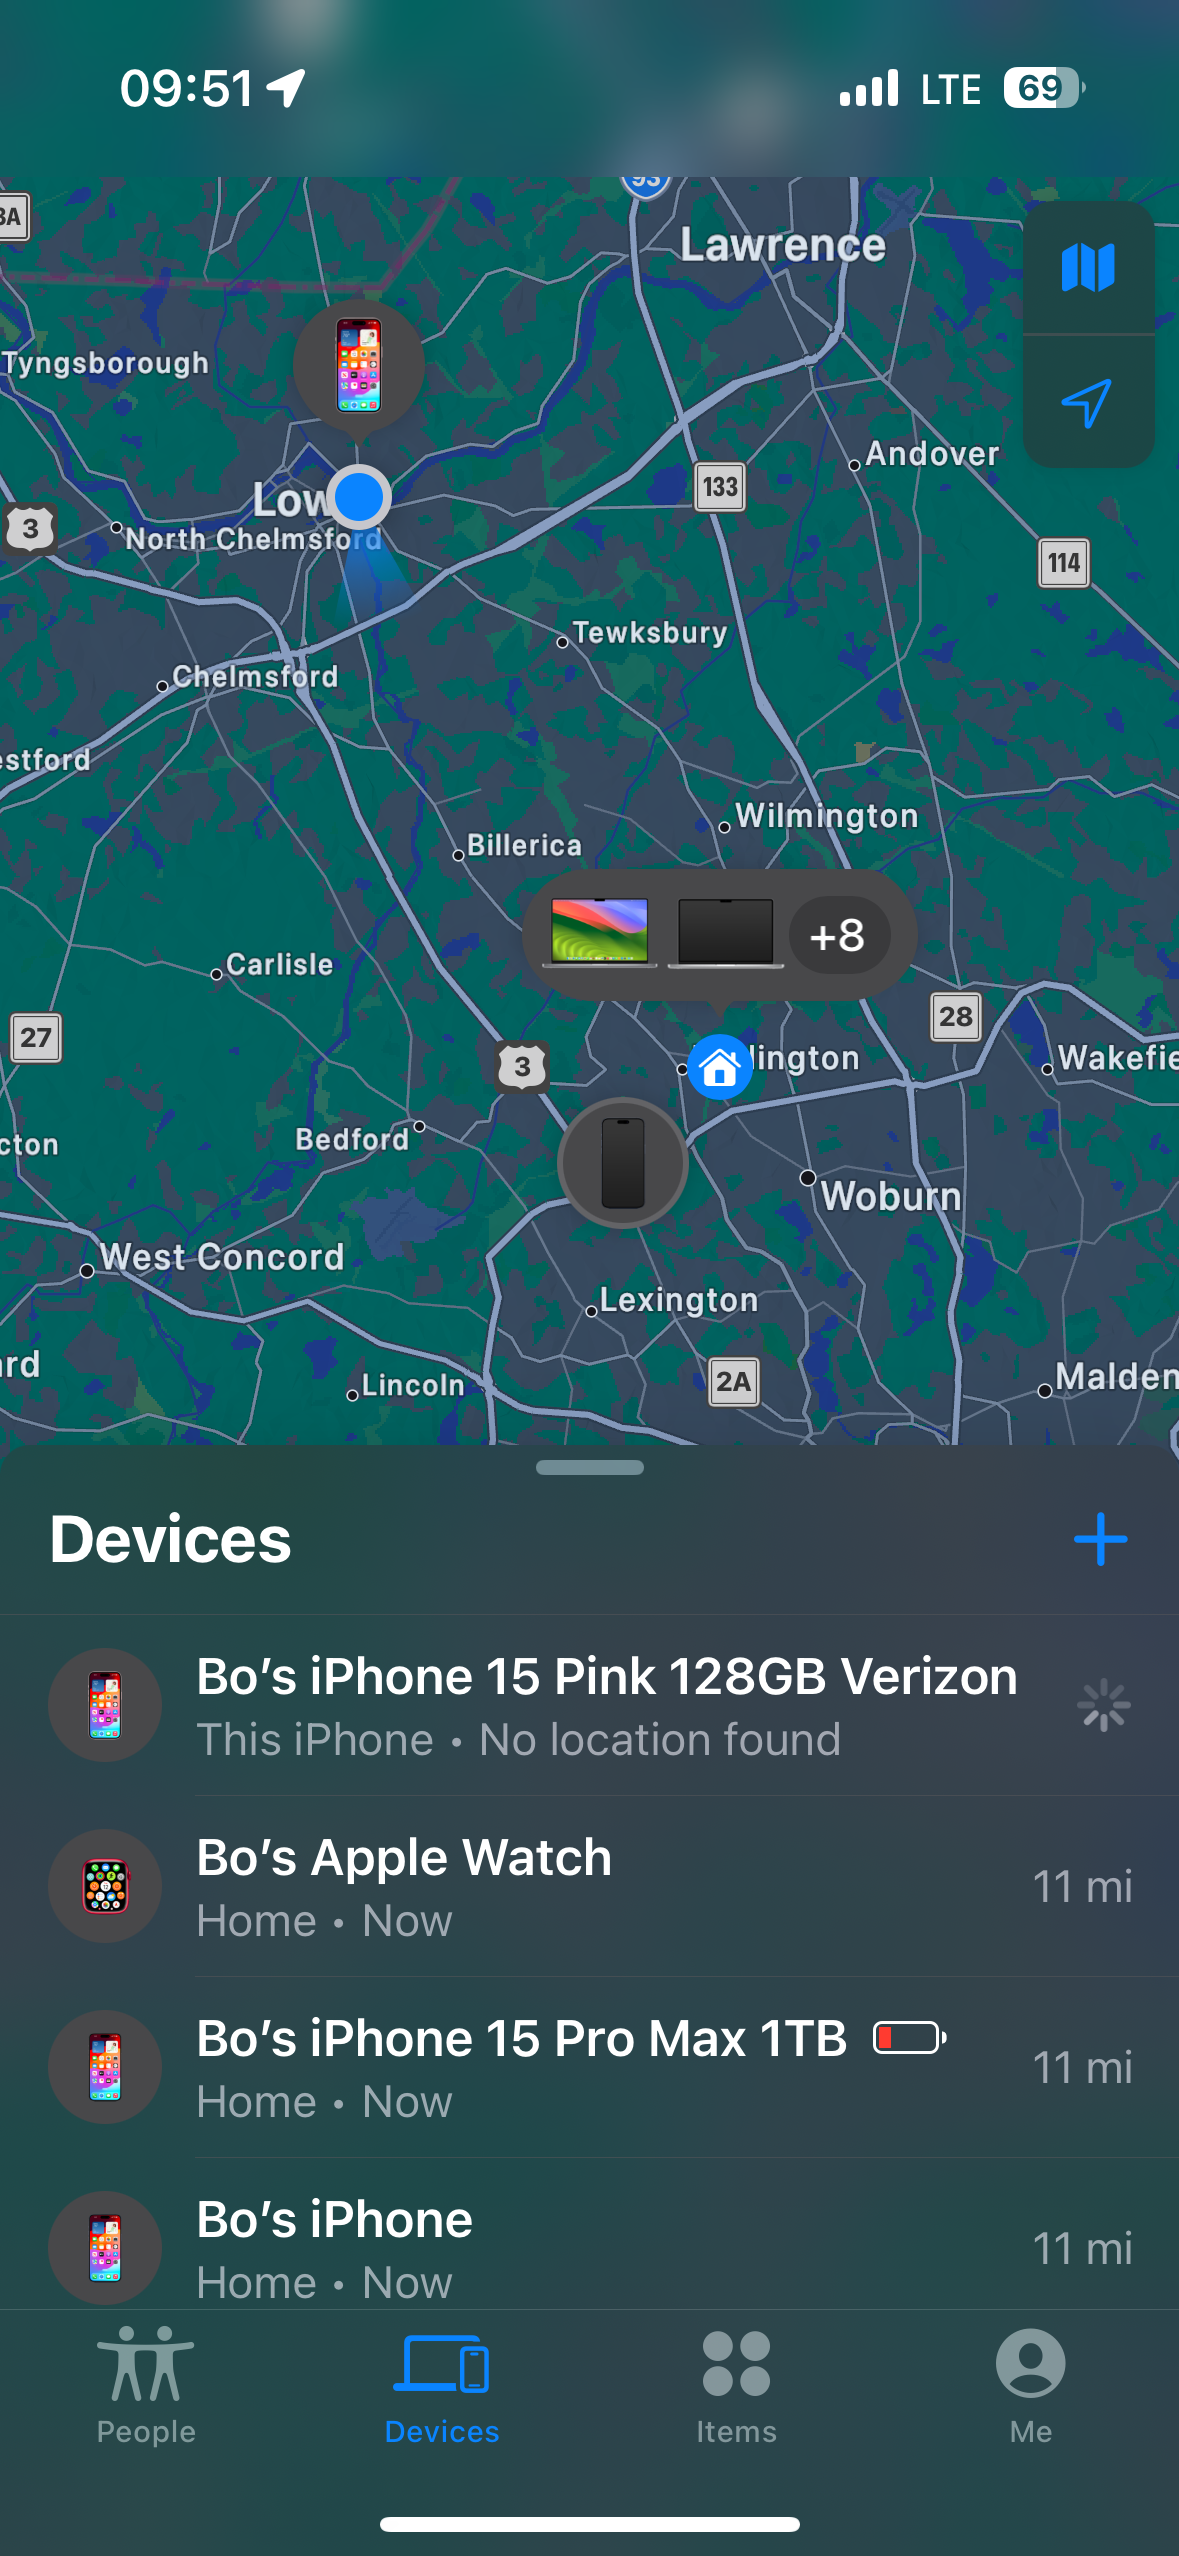 09:51
LTE
69
93
3A
Lawrence
Tyngsborough
Andover
133
Low
3
North Chelmsford
114
Tewksbury
Chelmsford
estford
Wilmington
Billerica
+8
Carlisle
27
28
3
lington
Wakefie
Bedford
cton
Woburn
West Concord
Lexington
ard
2A
Malden
Lincoln
Devices
Bo’s iPhone 15 Pink 128GB Verizon
This iPhone • No location found
Bo’s Apple Watch
Home • Now
11 mi
Bo’s iPhone 15 Pro Max 1TB
Home • Now
11 mi
Bo’s iPhone
Home • Now
11 mi
People
Devices
Items
Me